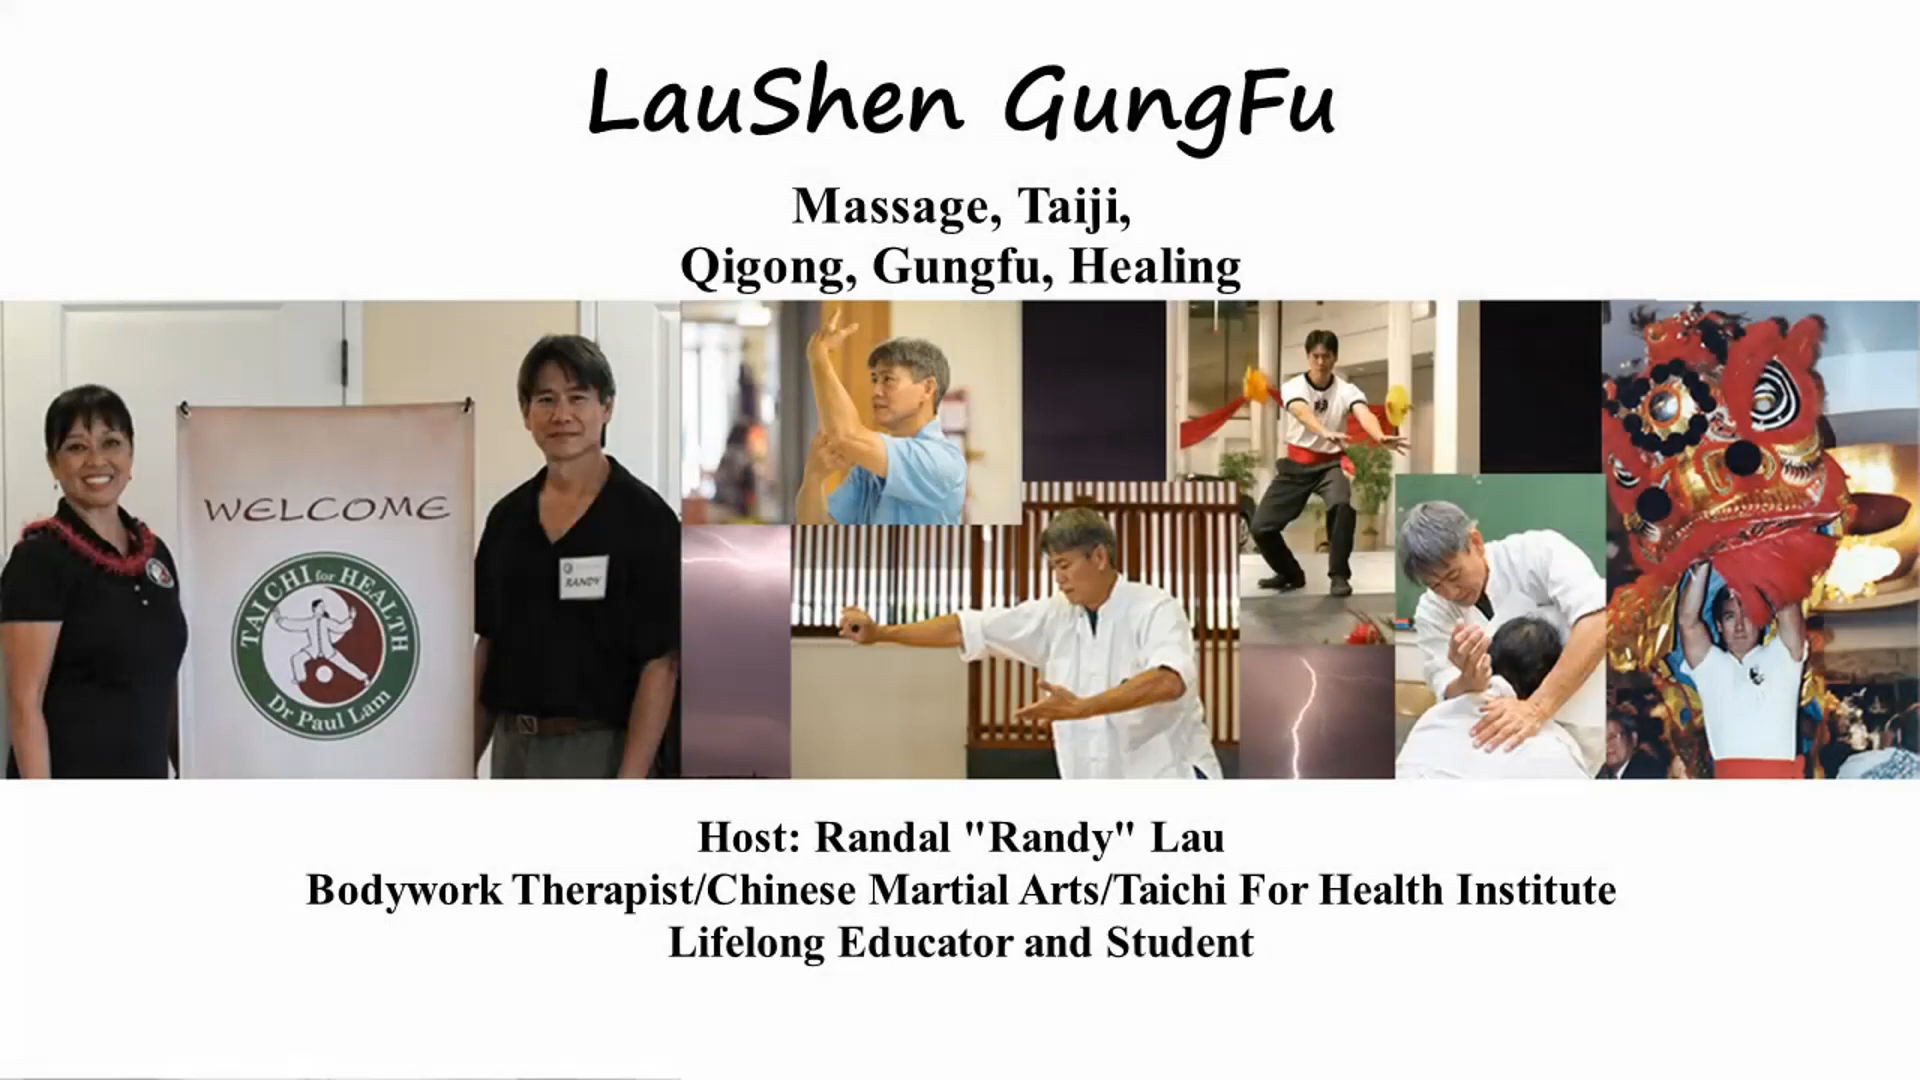 LauShen GungFu
Massage, Taiji,
Qigong, Gungfu, Healing
WELCOME
TAI CHI for HEALTH
Dr Paul Lam
RANDY
Host: Randal "Randy" Lau
Bodywork Therapist/Chinese Martial Arts/Taichi For Health Institute
Lifelong Educator and Student